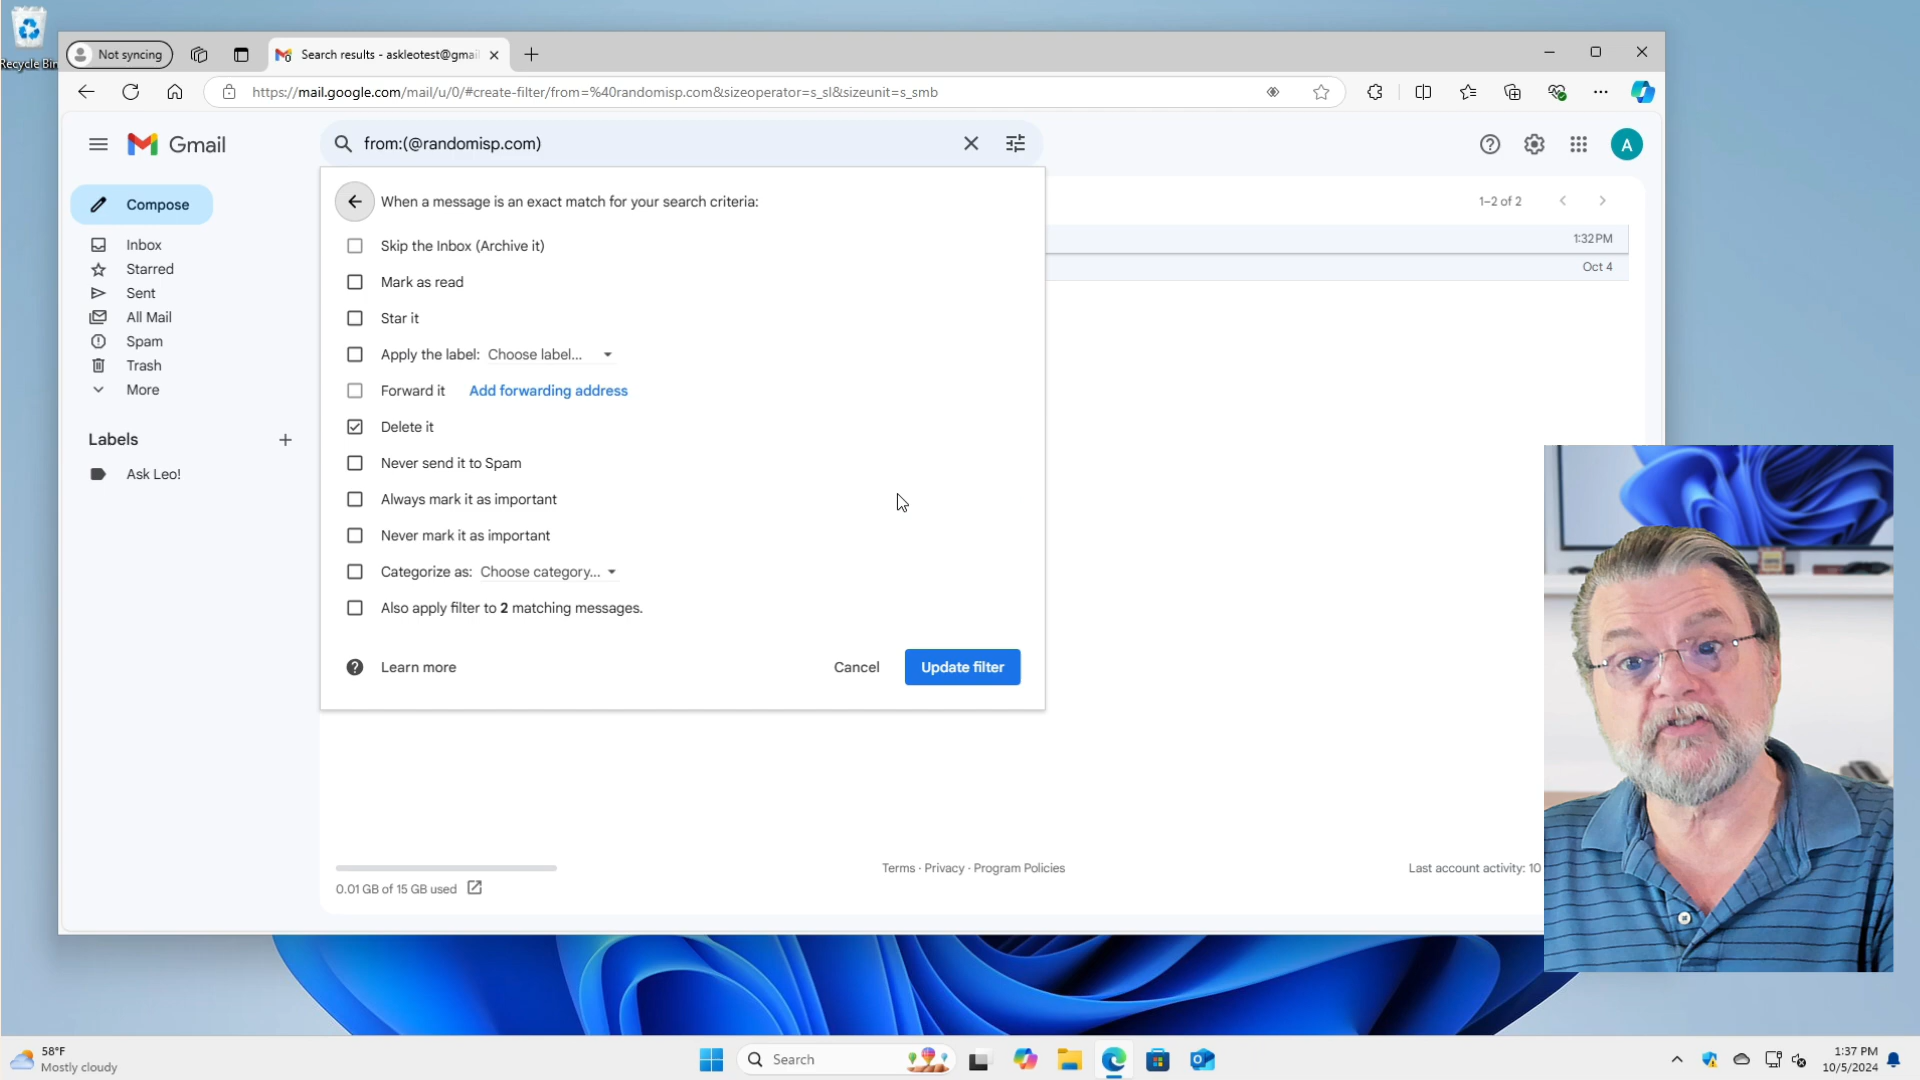 Recycle Bin
Not syncing
Search results - askleotest@gmai
https://mail.google.com/mail/u/0/#create-filter/from=%40randomisp.com&sizeoperator=s_sl&sizeunit=s_smb
Gmail
from:(@randomisp.com)
A
Compose
Inbox
Starred
Sent
All Mail
Spam
Trash
More
Labels
Ask Leo!
When a message is an exact match for your search criteria:
Skip the Inbox (Archive it)
Mark as read
Star it
Apply the label: Choose label...
Forward it Add forwarding address
Delete it
Never send it to Spam
Always mark it as important
Never mark it as important
Categorize as: Choose category...
Also apply filter to 2 matching messages.
Learn more
Cancel
Update filter
1–2 of 2
1:32 PM
Oct 4
0.01 GB of 15 GB used
Terms · Privacy · Program Policies
Last account activity: 10
58°F
Mostly cloudy
Search
1:37 PM
10/5/2024